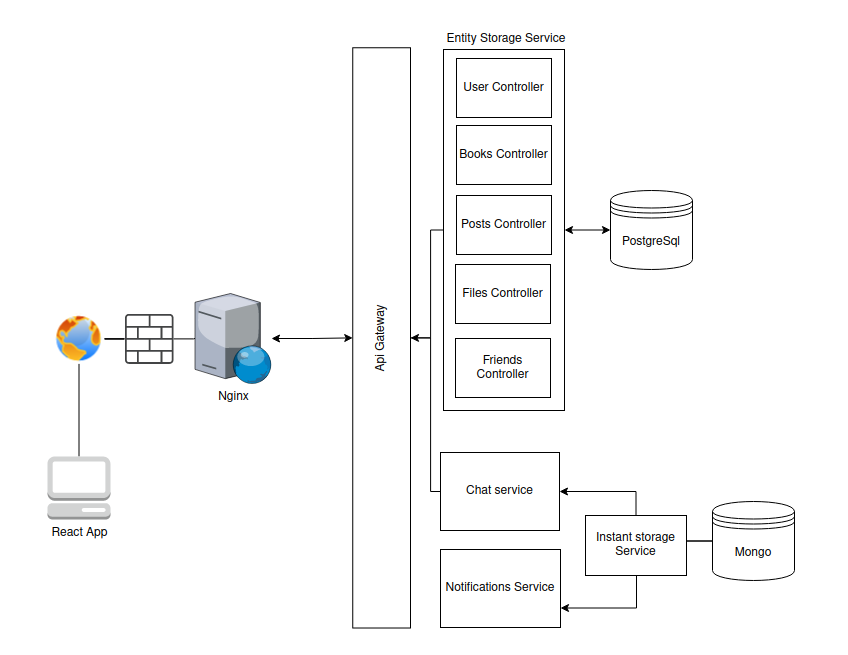 Entity Storage Service
User Controller
Books Controller
Posts Controller
PostgreSql
Files Controller
Api Gateway
Friends
Controller
Nginx
Chat service
React App
Instant storage
Service
Mongo
Notifications Service